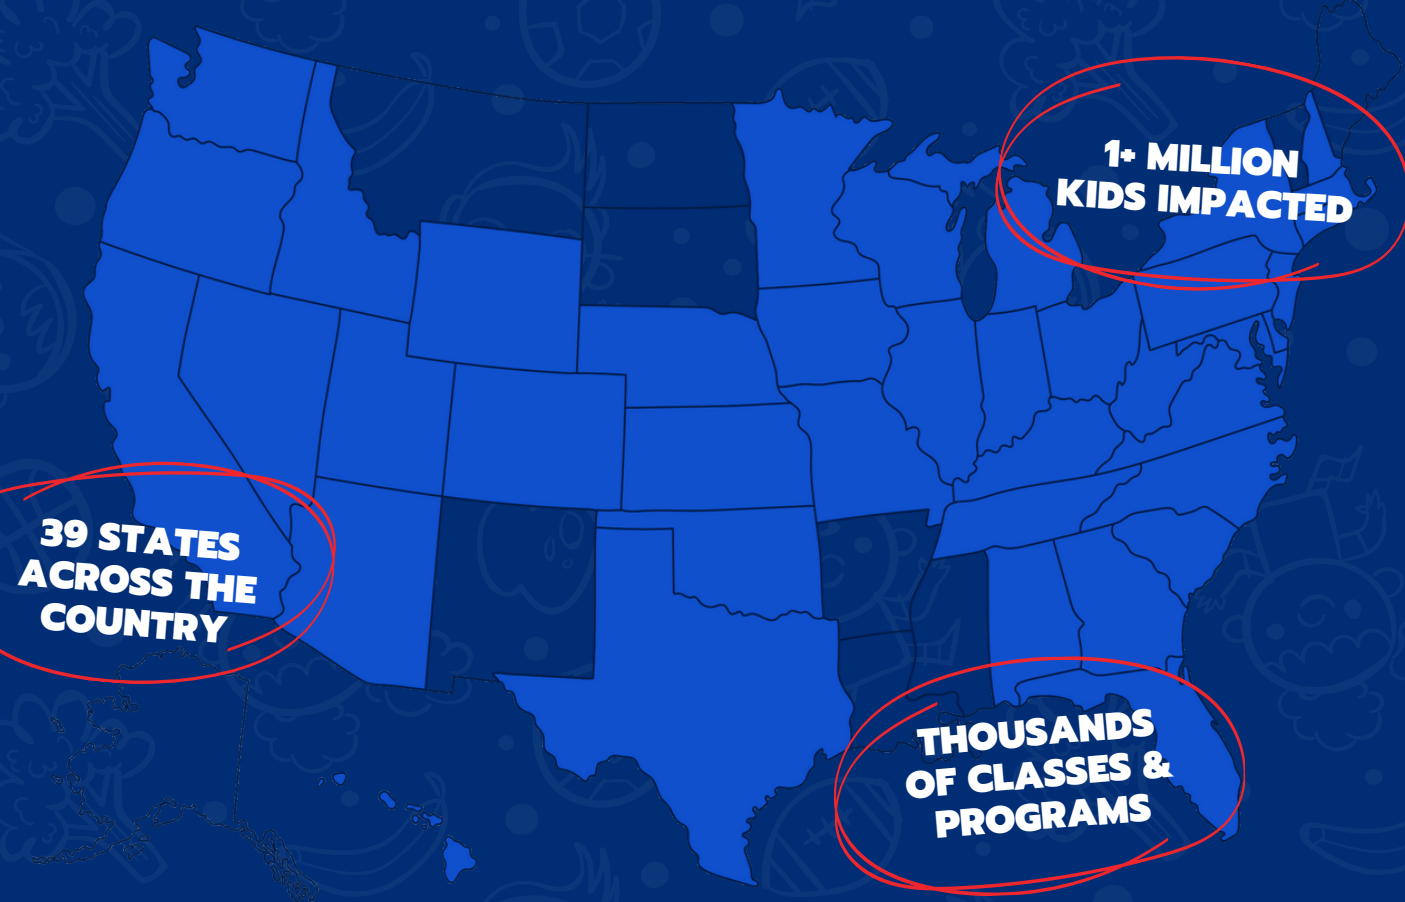 1+ MILLION
KIDS IMPACTED
39 STATES
ACROSS THE
COUNTRY
THOUSANDS
OF CLASSES &
PROGRAMS